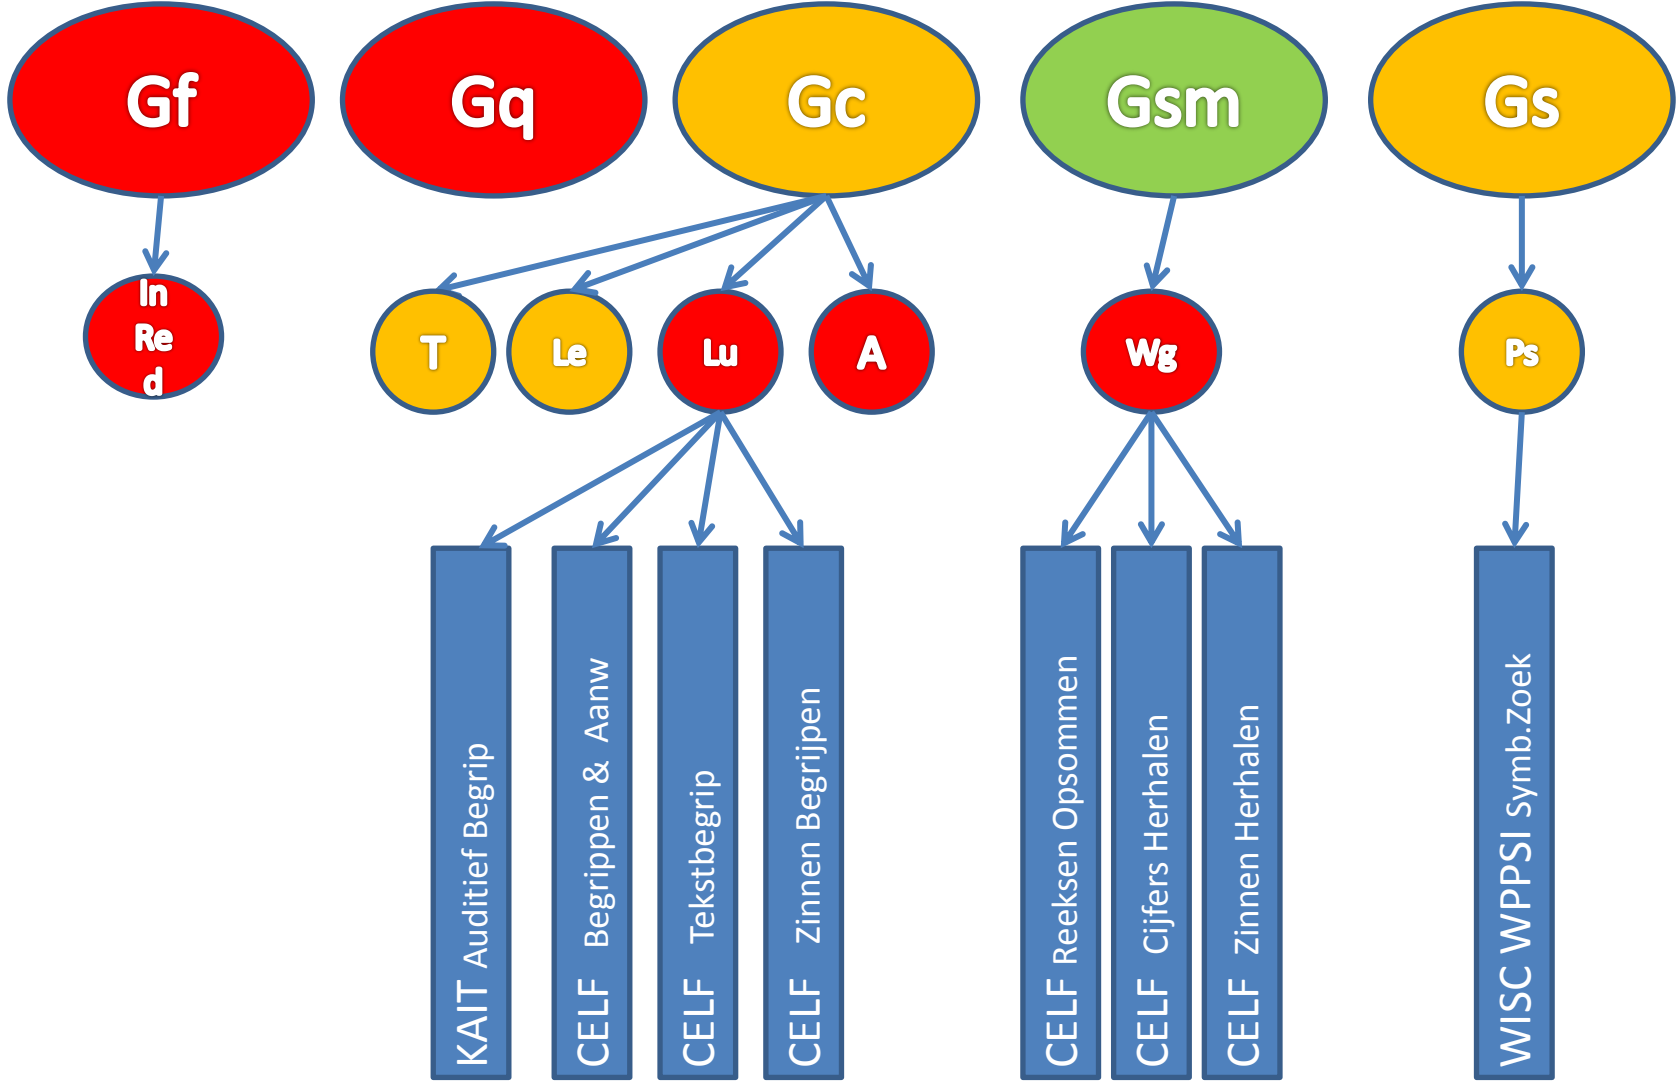 Gf
Gq
Gc
Gsm
Gs
In
Re
d
T
Le
Lu
A
Wg
Ps
KAIT Auditief Begrip
CELF Begrippen & Aanw
CELF Tekstbegrip
CELF Zinnen Begrijpen
CELF Reeksen Opsommen
CELF Cijfers Herhalen
CELF Zinnen Herhalen
WISC WPPSI Symb.Zoek